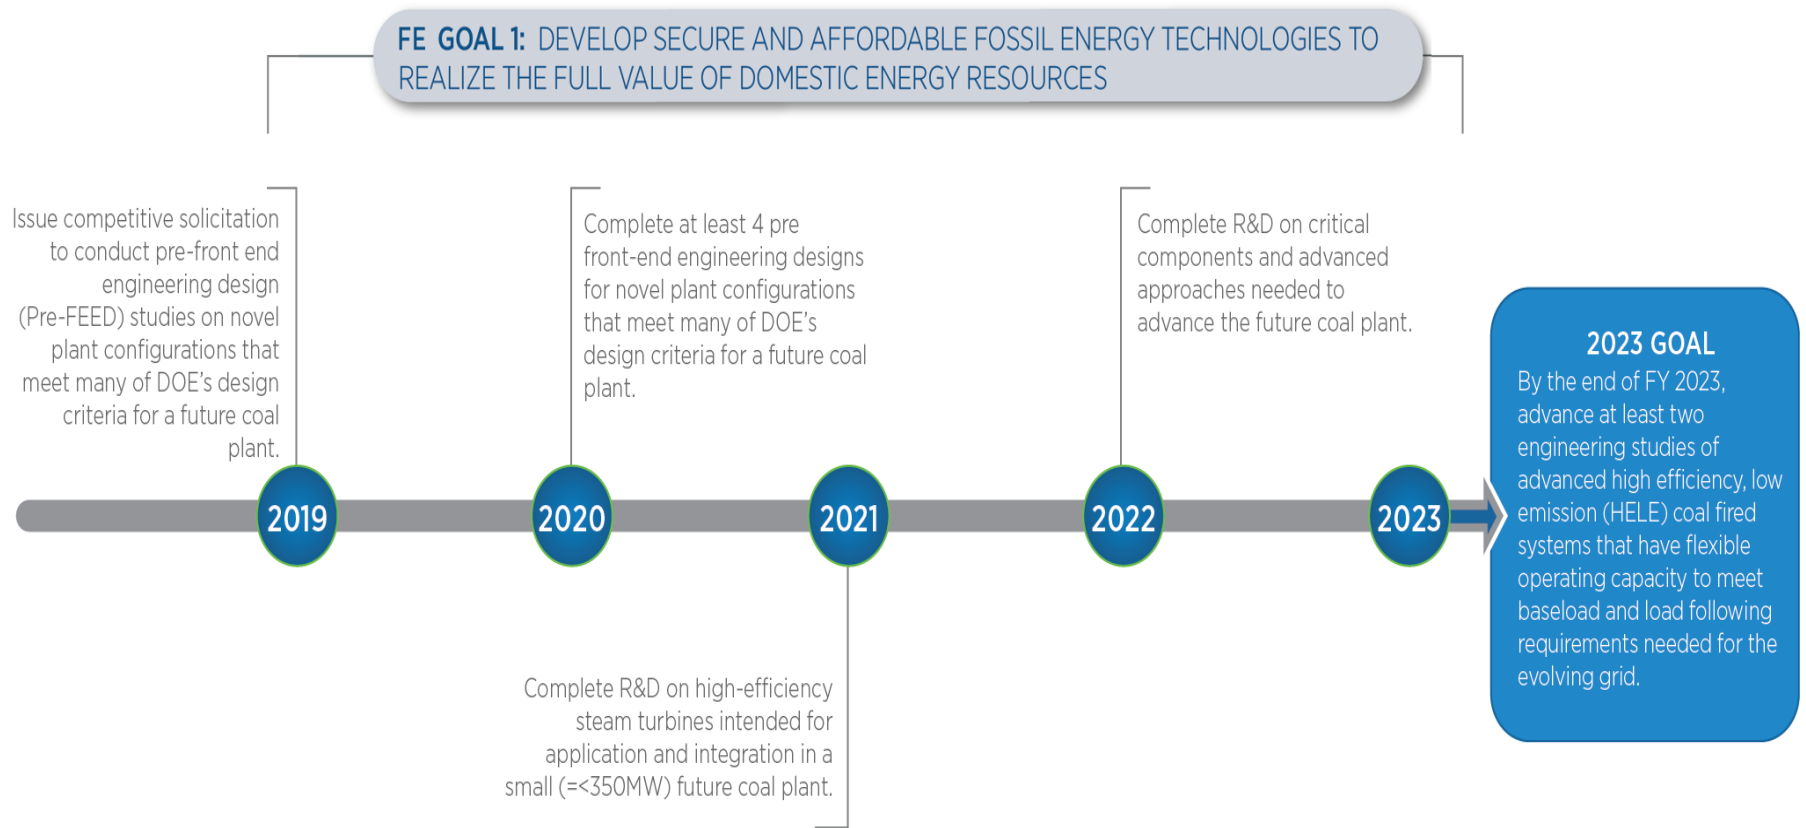 FE GOAL 1: DEVELOP SECURE AND AFFORDABLE FOSSIL ENERGY TECHNOLOGIES TO
REALIZE THE FULL VALUE OF DOMESTIC ENERGY RESOURCES
Issue competitive solicitation
to conduct pre-front end
engineering design
(Pre-FEED) studies on novel
plant configurations that
meet many of DOE's design
criteria for a future coal
plant.
Complete at least 4 pre
front-end engineering designs
for novel plant configurations
that meet many of DOE's
design criteria for a future coal
plant.
Complete R&D on critical
components and advanced
approaches needed to
advance the future coal plant.
2019
2020
2021
2022
2023
Complete R&D on high-efficiency
steam turbines intended for
application and integration in a
small (=<350MW) future coal plant.
2023 GOAL
By the end of FY 2023,
advance at least two
engineering studies of
advanced high efficiency, low
emission (HELE) coal fired
systems that have flexible
operating capacity to meet
baseload and load following
requirements needed for the
evolving grid.